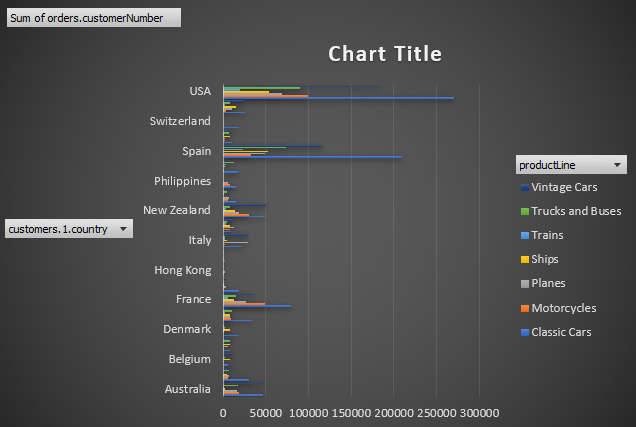 Sum of orders.customerNumber
Chart Title
USA
Switzerland
Spain
Philippines
New Zealand
Italy
Hong Kong
France
Denmark
Belgium
Australia
0 50000 100000 150000 200000 250000 300000
customers.1.country
productLine
Vintage Cars
Trucks and Buses
Trains
Ships
Planes
Motorcycles
Classic Cars